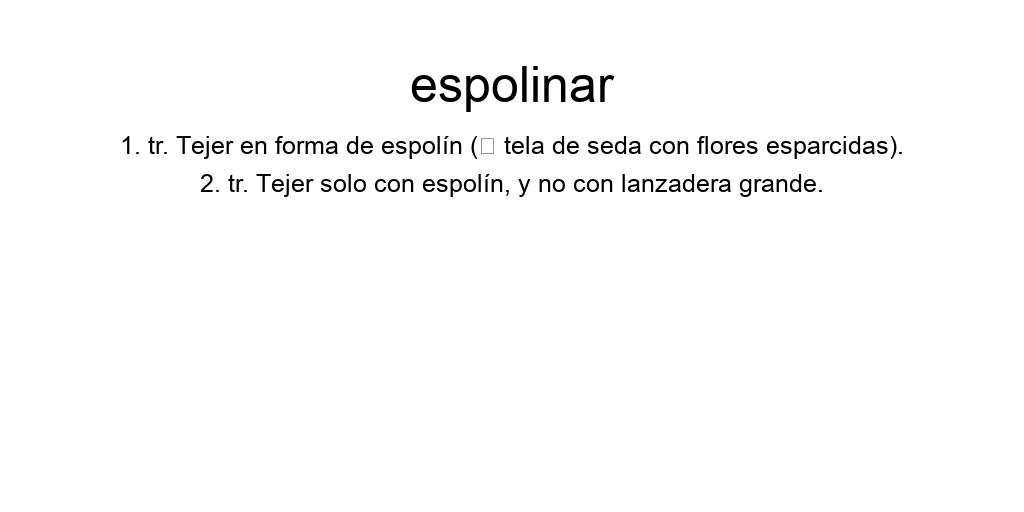 espolinar
1. tr. Tejer en forma de espolín (□ tela de seda con flores esparcidas).
2. tr. Tejer solo con espolín, y no con lanzadera grande.